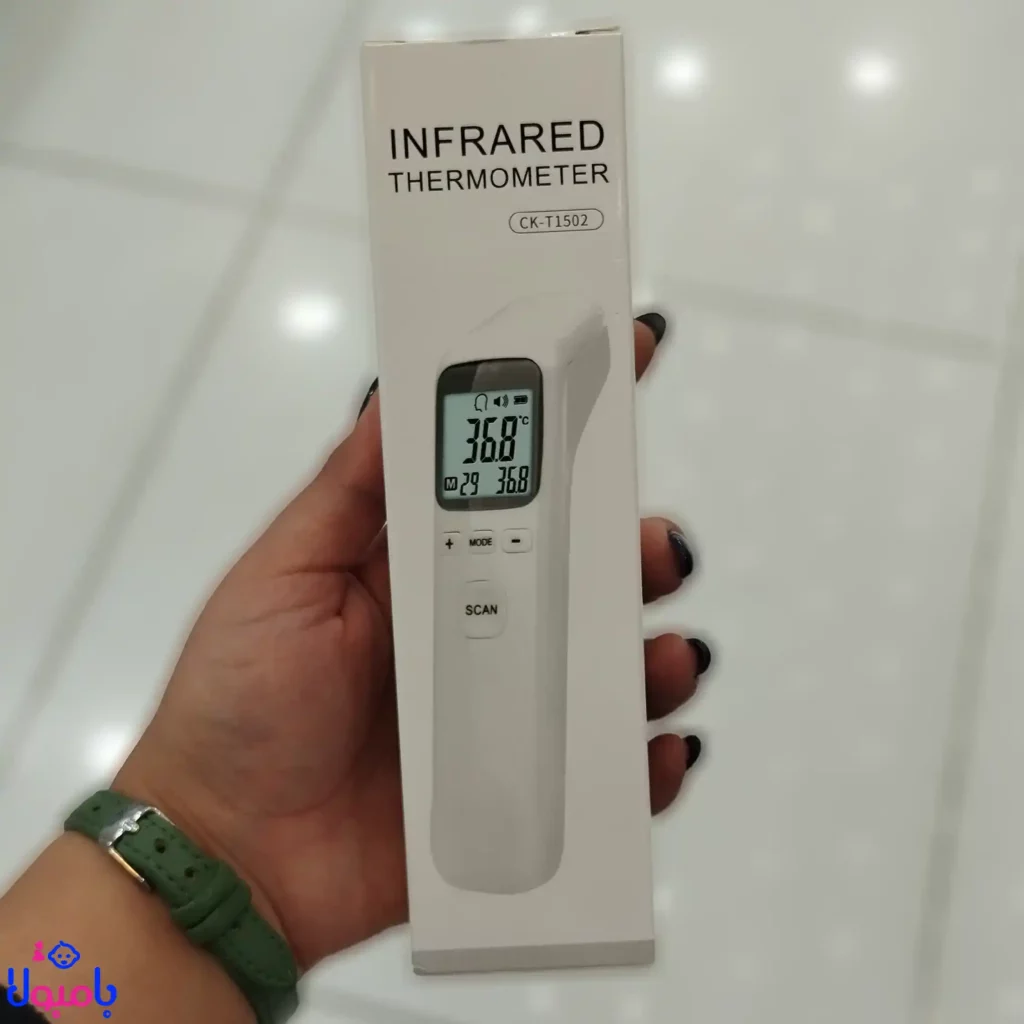 INFRARED
THERMOMETER
CK-T1502
°C
36.8
M 29 36.8
+ MODE -
SCAN
بامبولا